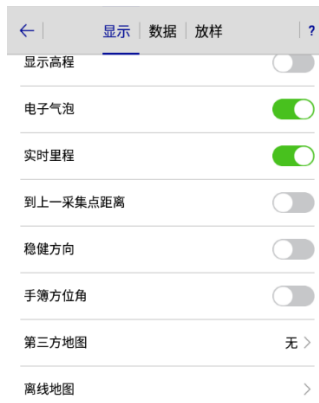 ← 显示 数据 放样 ?
显示高程
电子气泡
实时里程
到上一采集点距离
稳健方向
手簿方位角
第三方地图 无 >
离线地图 >